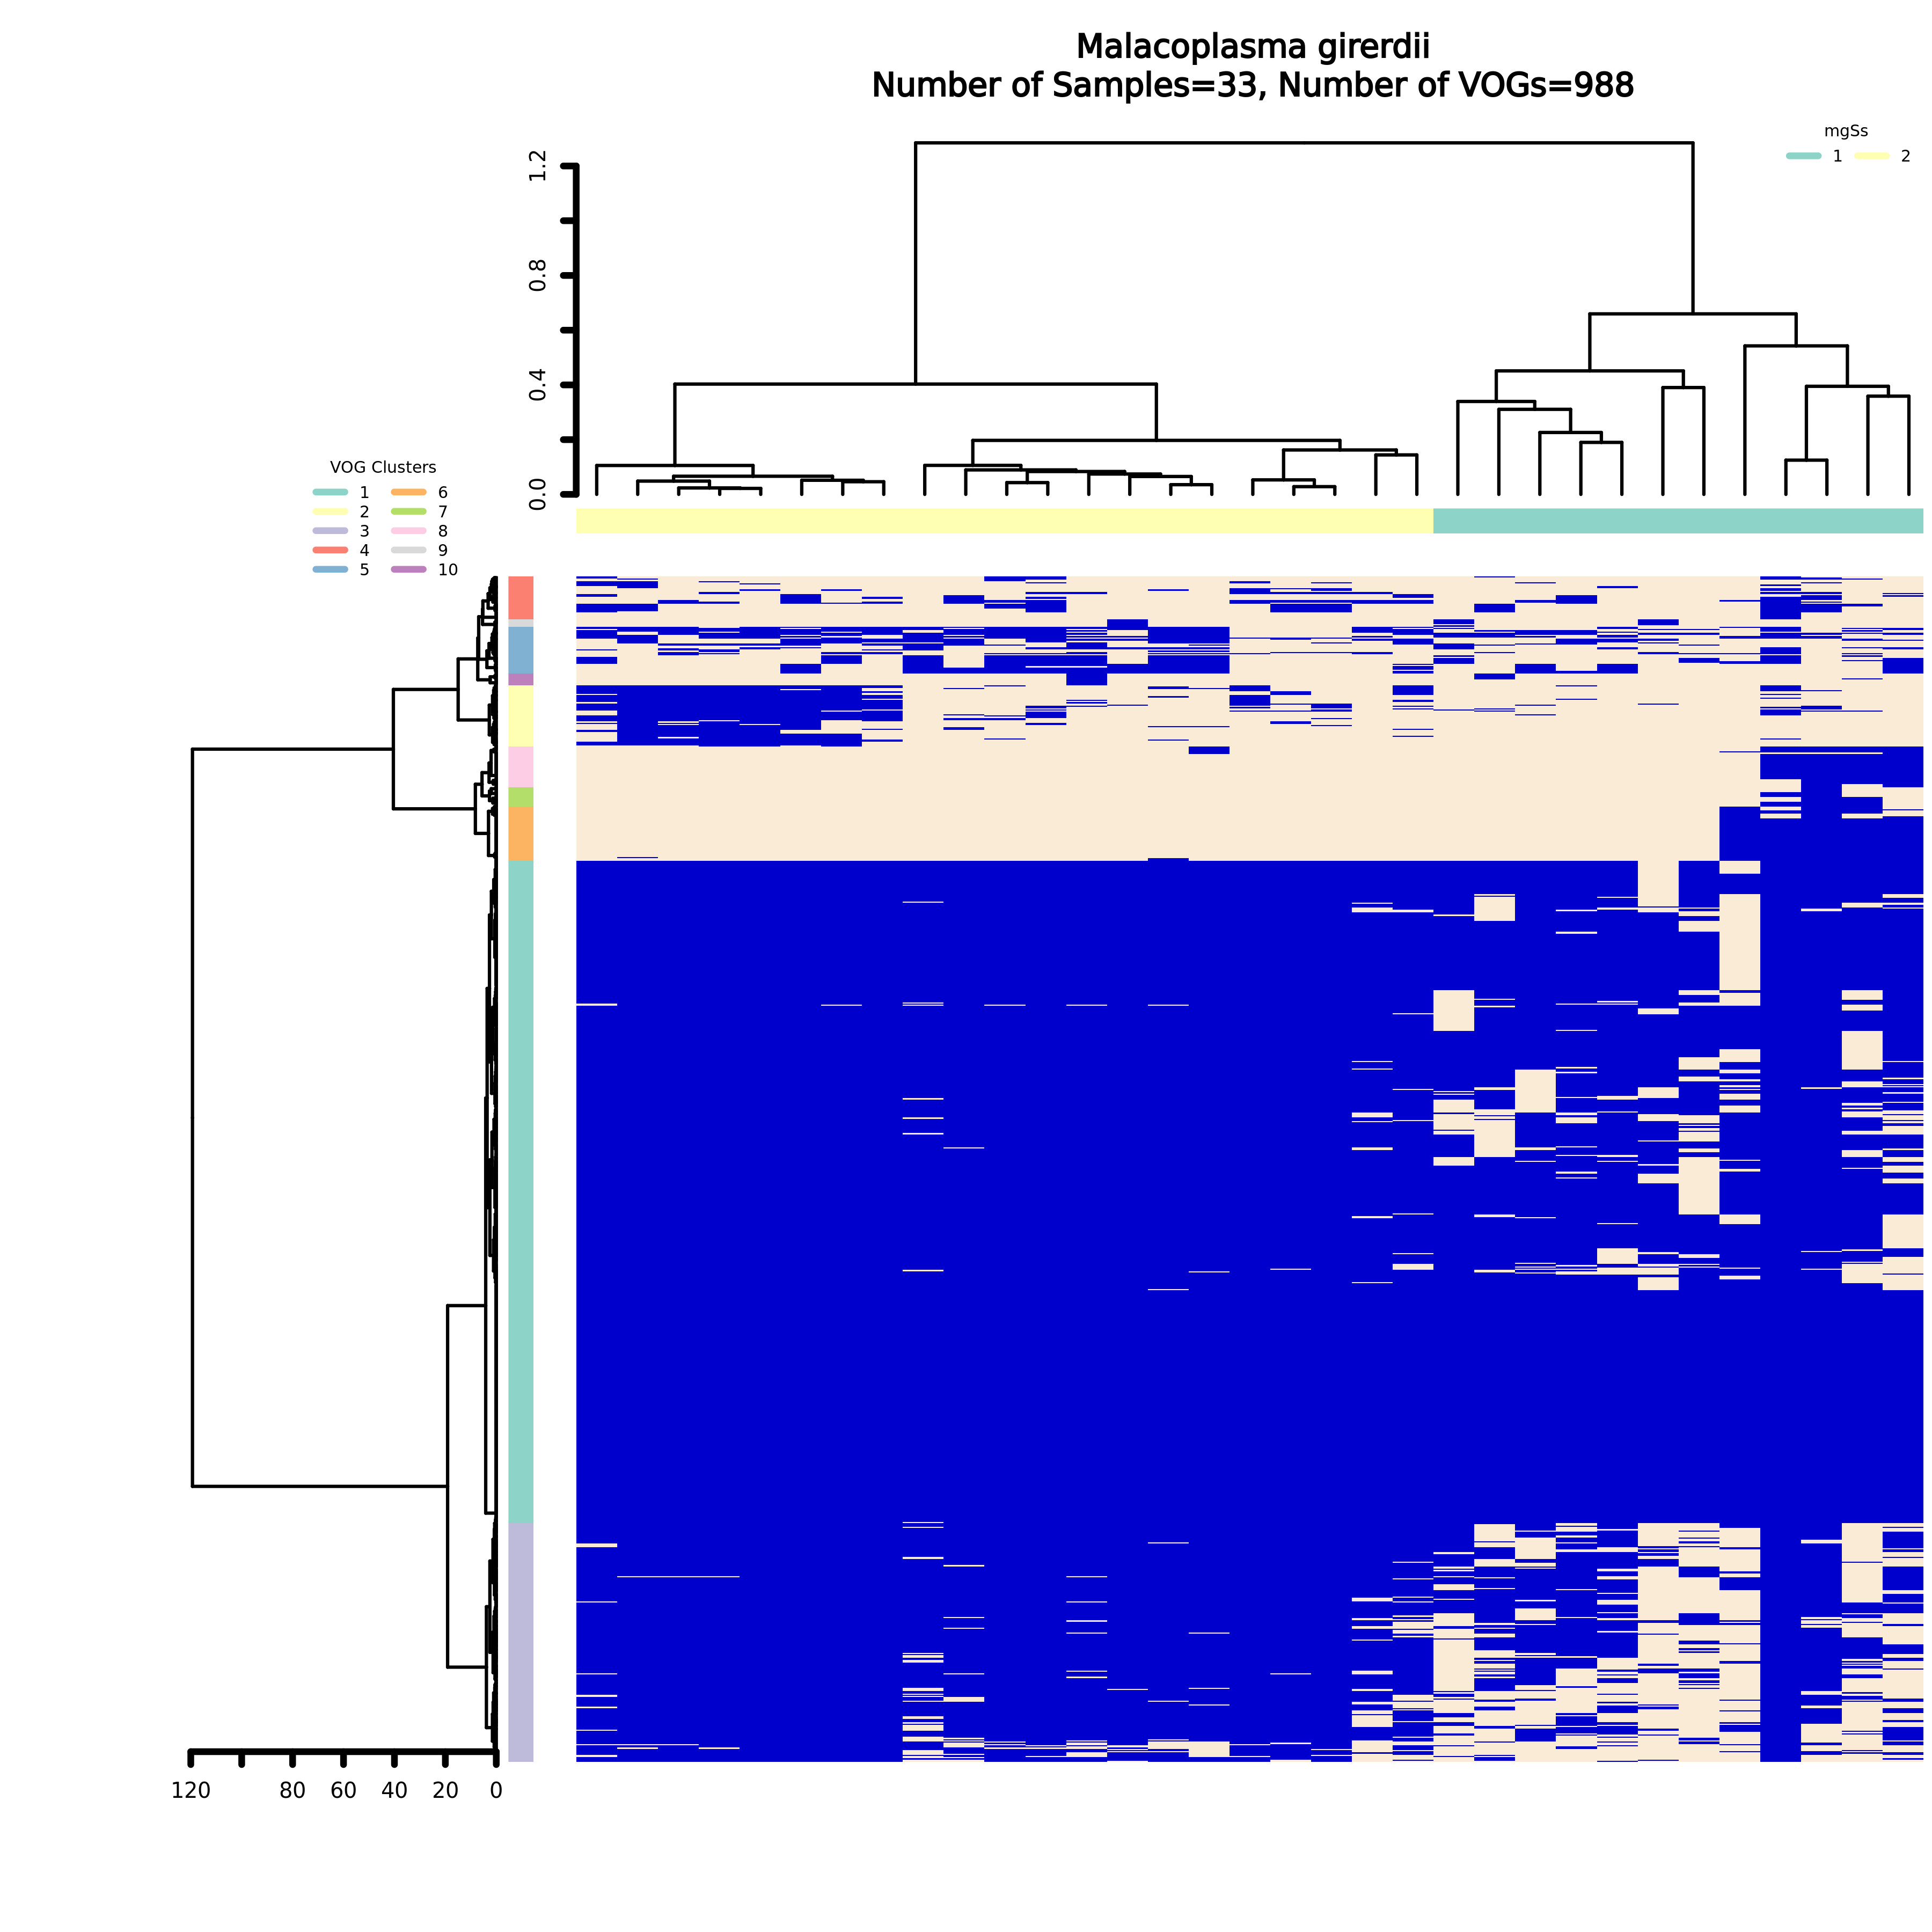 Malacoplasma girerdii
Number of Samples=33, Number of VOGs=988
mgSs
1 2
1.2
0.8
0.4
0.0
VOG Clusters
1 6
2 7
3 8
4 9
5 10
120 80 60 40 20 0